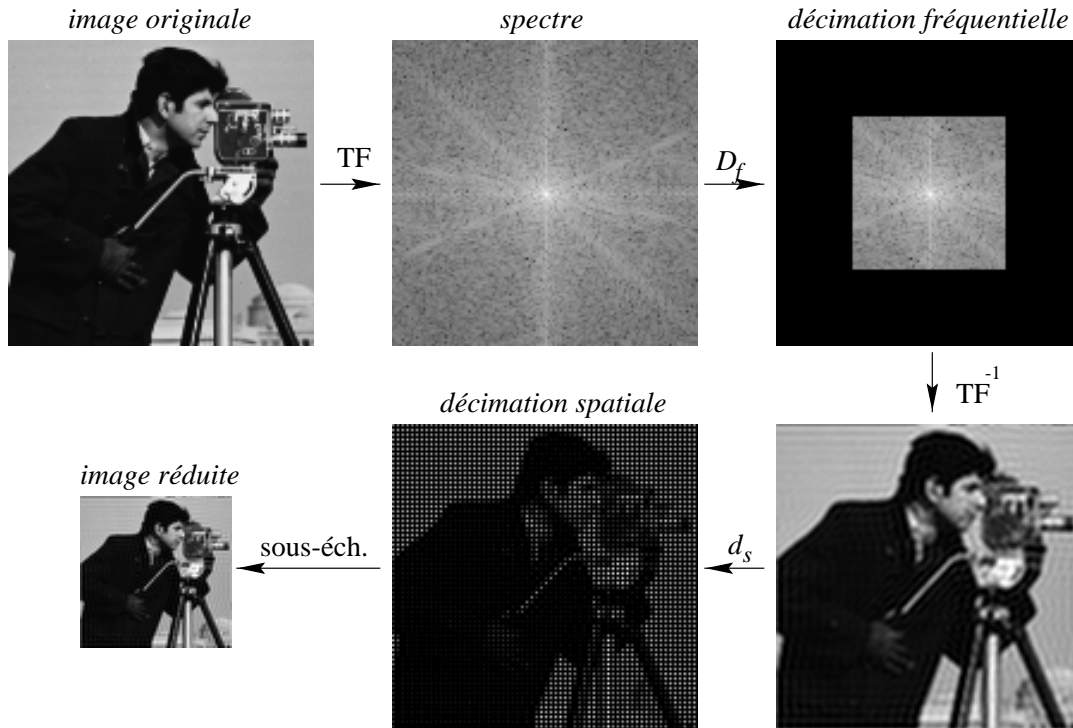 image originale
spectre
décimation fréquentielle
TF
D_f
TF^-1
décimation spatiale
image réduite
sous-éch.
d_s